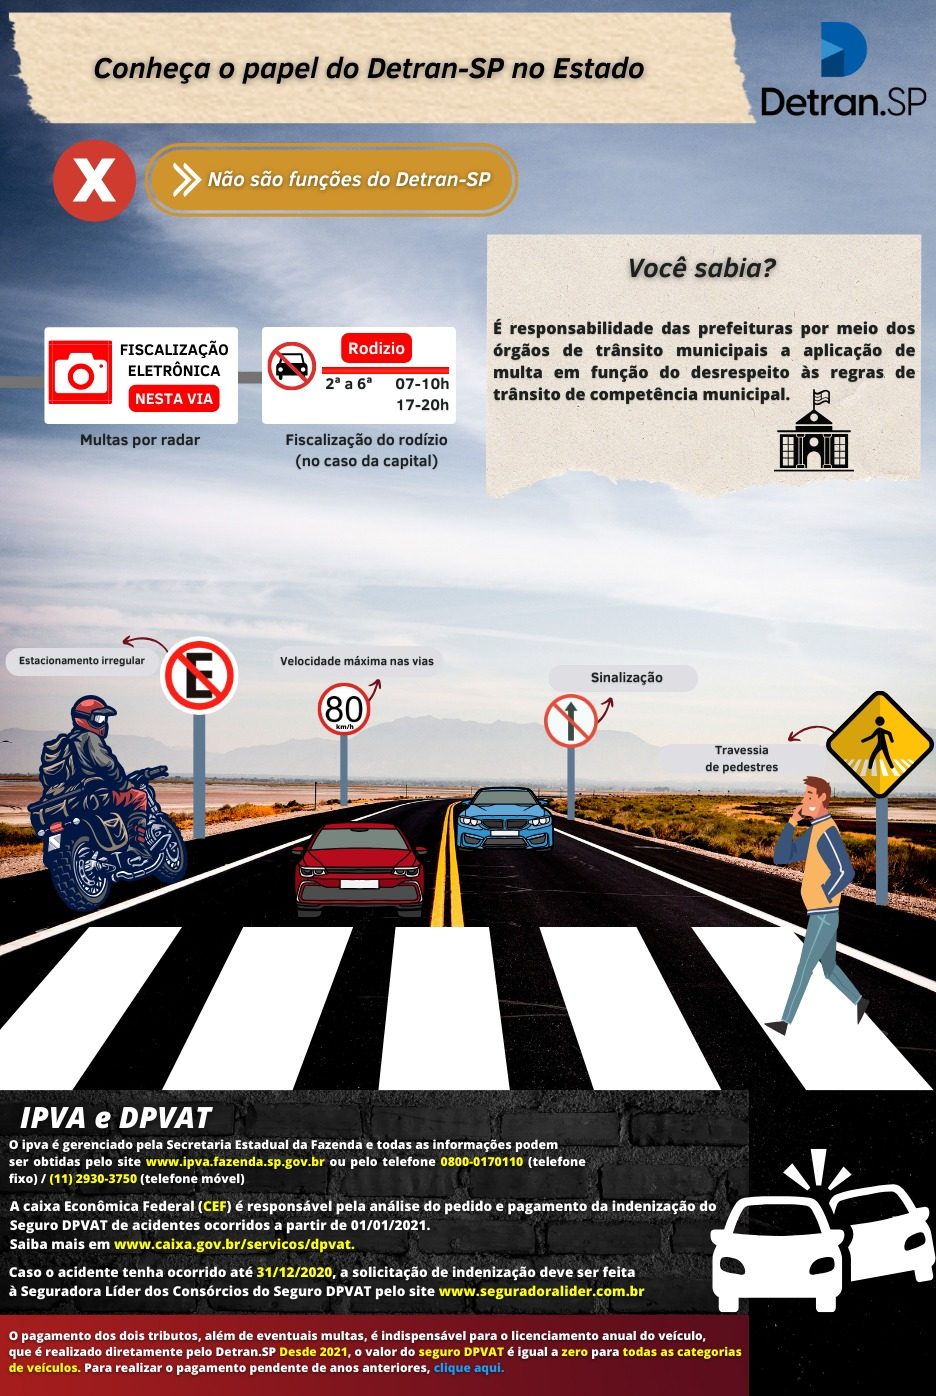 Conheça o papel do Detran-SP no Estado
Detran.SP
X
Não são funções do Detran-SP
Você sabia?
É responsabilidade das prefeituras por meio dos
órgãos de trânsito municipais a aplicação de
multa em função do desrespeito às regras de
trânsito de competência municipal.
FISCALIZAÇÃO
ELETRÔNICA
NESTA VIA
Multas por radar
Rodizio
2ª a 6ª 07-10h
17-20h
Fiscalização do rodízio
(no caso da capital)
Estacionamento irregular
E
Velocidade máxima nas vias
80
km/h
Sinalização
Travessia
de pedestres
IPVA e DPVAT
O ipva é gerenciado pela Secretaria Estadual da Fazenda e todas as informações podem
ser obtidas pelo site www.ipva.fazenda.sp.gov.br ou pelo telefone 0800-0170110 (telefone
fixo) / (11) 2930-3750 (telefone móvel)
A caixa Econômica Federal (CEF) é responsável pela análise do pedido e pagamento da indenização do
Seguro DPVAT de acidentes ocorridos a partir de 01/01/2021.
Saiba mais em www.caixa.gov.br/servicos/dpvat.
Caso o acidente tenha ocorrido até 31/12/2020, a solicitação de indenização deve ser feita
à Seguradora Líder dos Consórcios do Seguro DPVAT pelo site www.seguradoralider.com.br
O pagamento dos dois tributos, além de eventuais multas, é indispensável para o licenciamento anual do veículo,
que é realizado diretamente pelo Detran.SP Desde 2021, o valor do seguro DPVAT é igual a zero para todas as categorias
de veículos. Para realizar o pagamento pendente de anos anteriores, clique aqui.